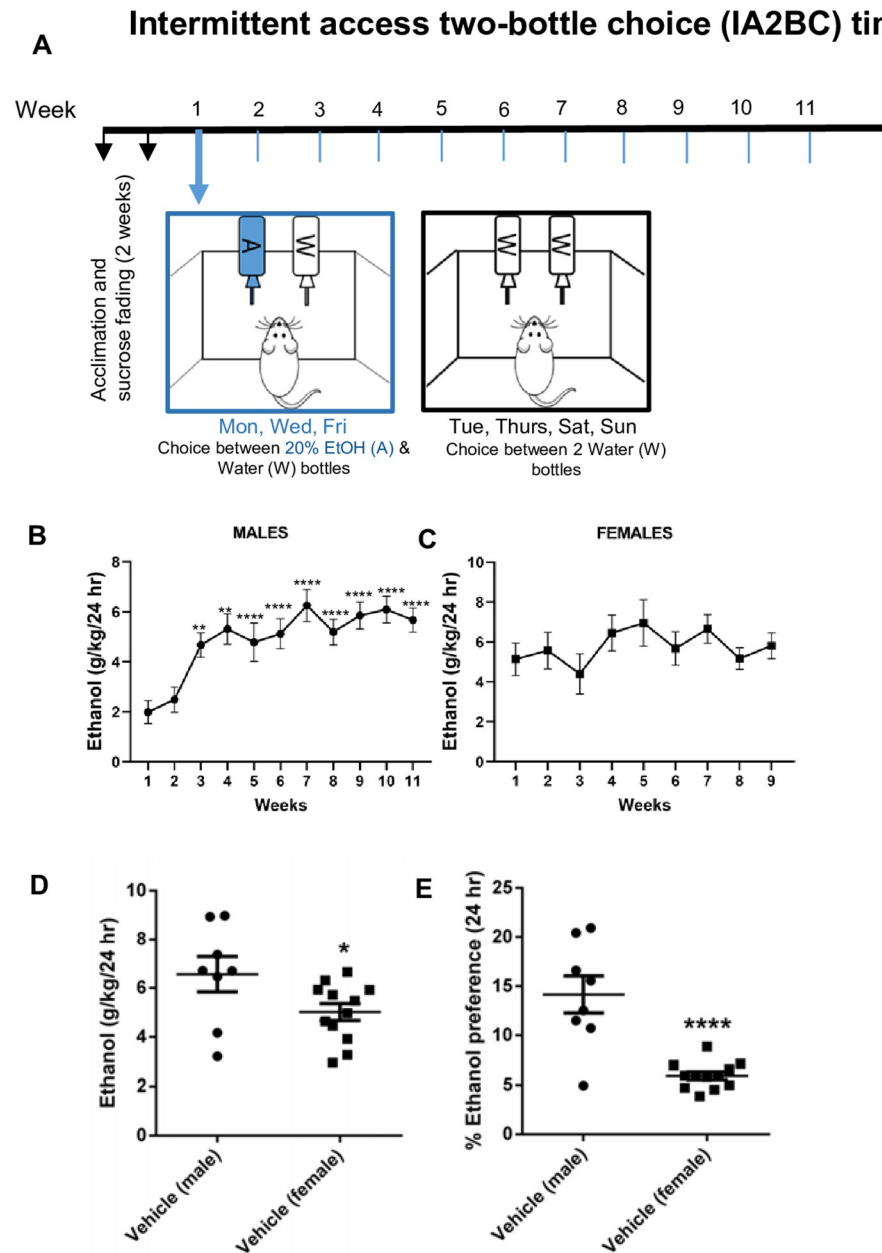 Intermittent access two-bottle choice (IA2BC) tir
A
Week
1 2 3 4 5 6 7 8 9 10 11
Acclimation and
sucrose fading (2 weeks)
A W
W W
Mon, Wed, Fri
Choice between 20% EtOH (A) &
Water (W) bottles
Tue, Thurs, Sat, Sun
Choice between 2 Water (W)
bottles
B
MALES
Ethanol (g/kg/24 hr)
8
6
4
2
0
** ** **** **** **** **** **** **** ****
1 2 3 4 5 6 7 8 9 10 11
Weeks
C
FEMALES
Ethanol (g/kg/24 hr)
10
8
6
4
2
0
1 2 3 4 5 6 7 8 9
Weeks
D
Ethanol (g/kg/24 hr)
10
8
6
4
2
0
*
Vehicle (male)
Vehicle (female)
E
% Ethanol preference (24 hr)
25
20
15
10
5
0
****
Vehicle (male)
Vehicle (female)